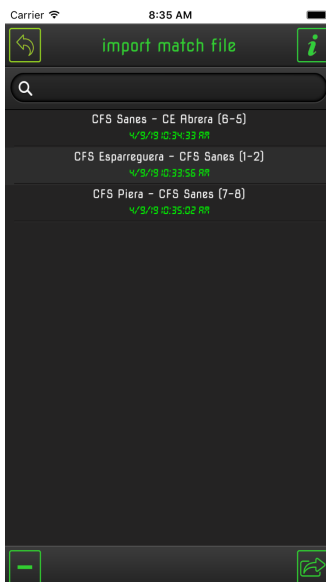 Carrier 8:35 AM
import match file
i
CFS Sanes - CE Abrera (6-5)
4/9/19 10:34:33 AM
CFS Esparreguera - CFS Sanes (1-2)
4/9/19 10:33:56 AM
CFS Piera - CFS Sanes (7-8)
4/9/19 10:35:02 AM